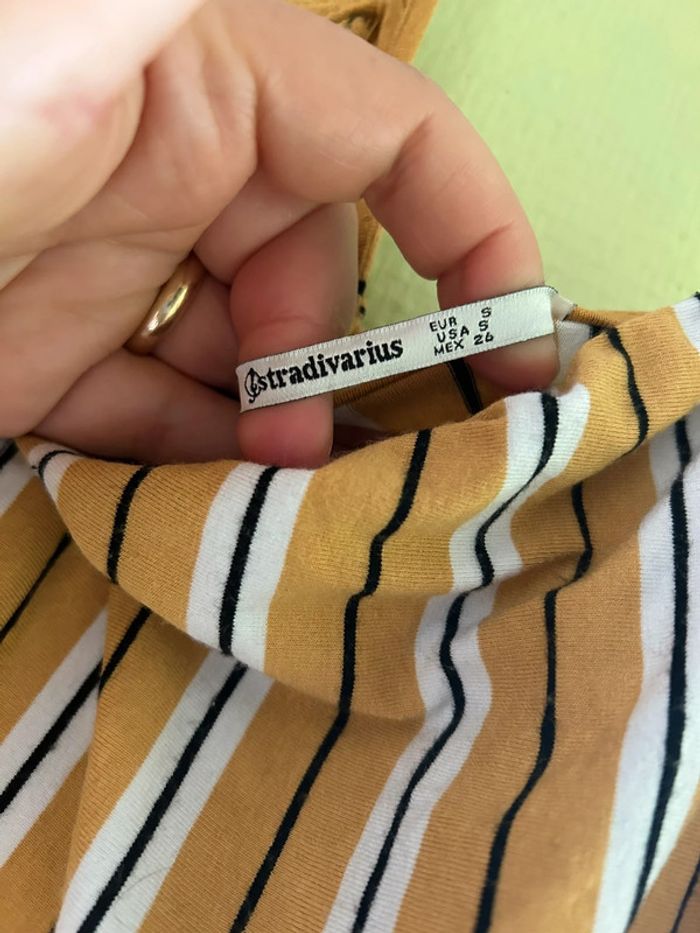 stradivarius
EUR S
USA S
MEX 26